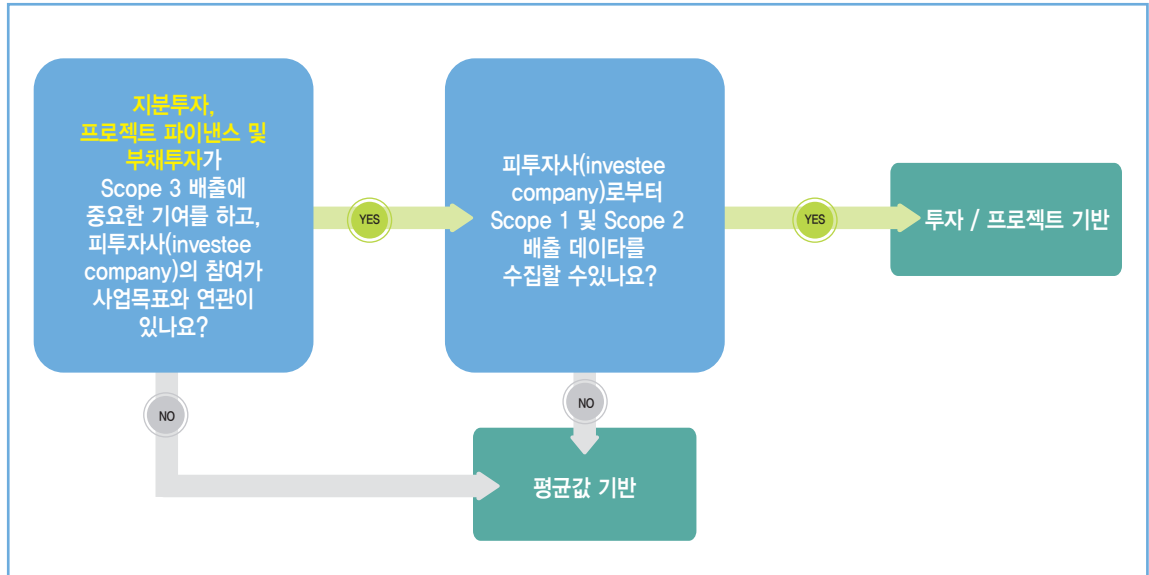 지분투자,
프로젝트 파이낸스 및
부채투자가
Scope 3 배출에
중요한 기여를 하고,
피투자사(investee
company)의 참여가
사업목표와 연관이
있나요?
YES
피투자사(investee
company)로부터
Scope 1 및 Scope 2
배출 데이타를
수집할 수있나요?
YES
투자 / 프로젝트 기반
NO
NO
평균값 기반